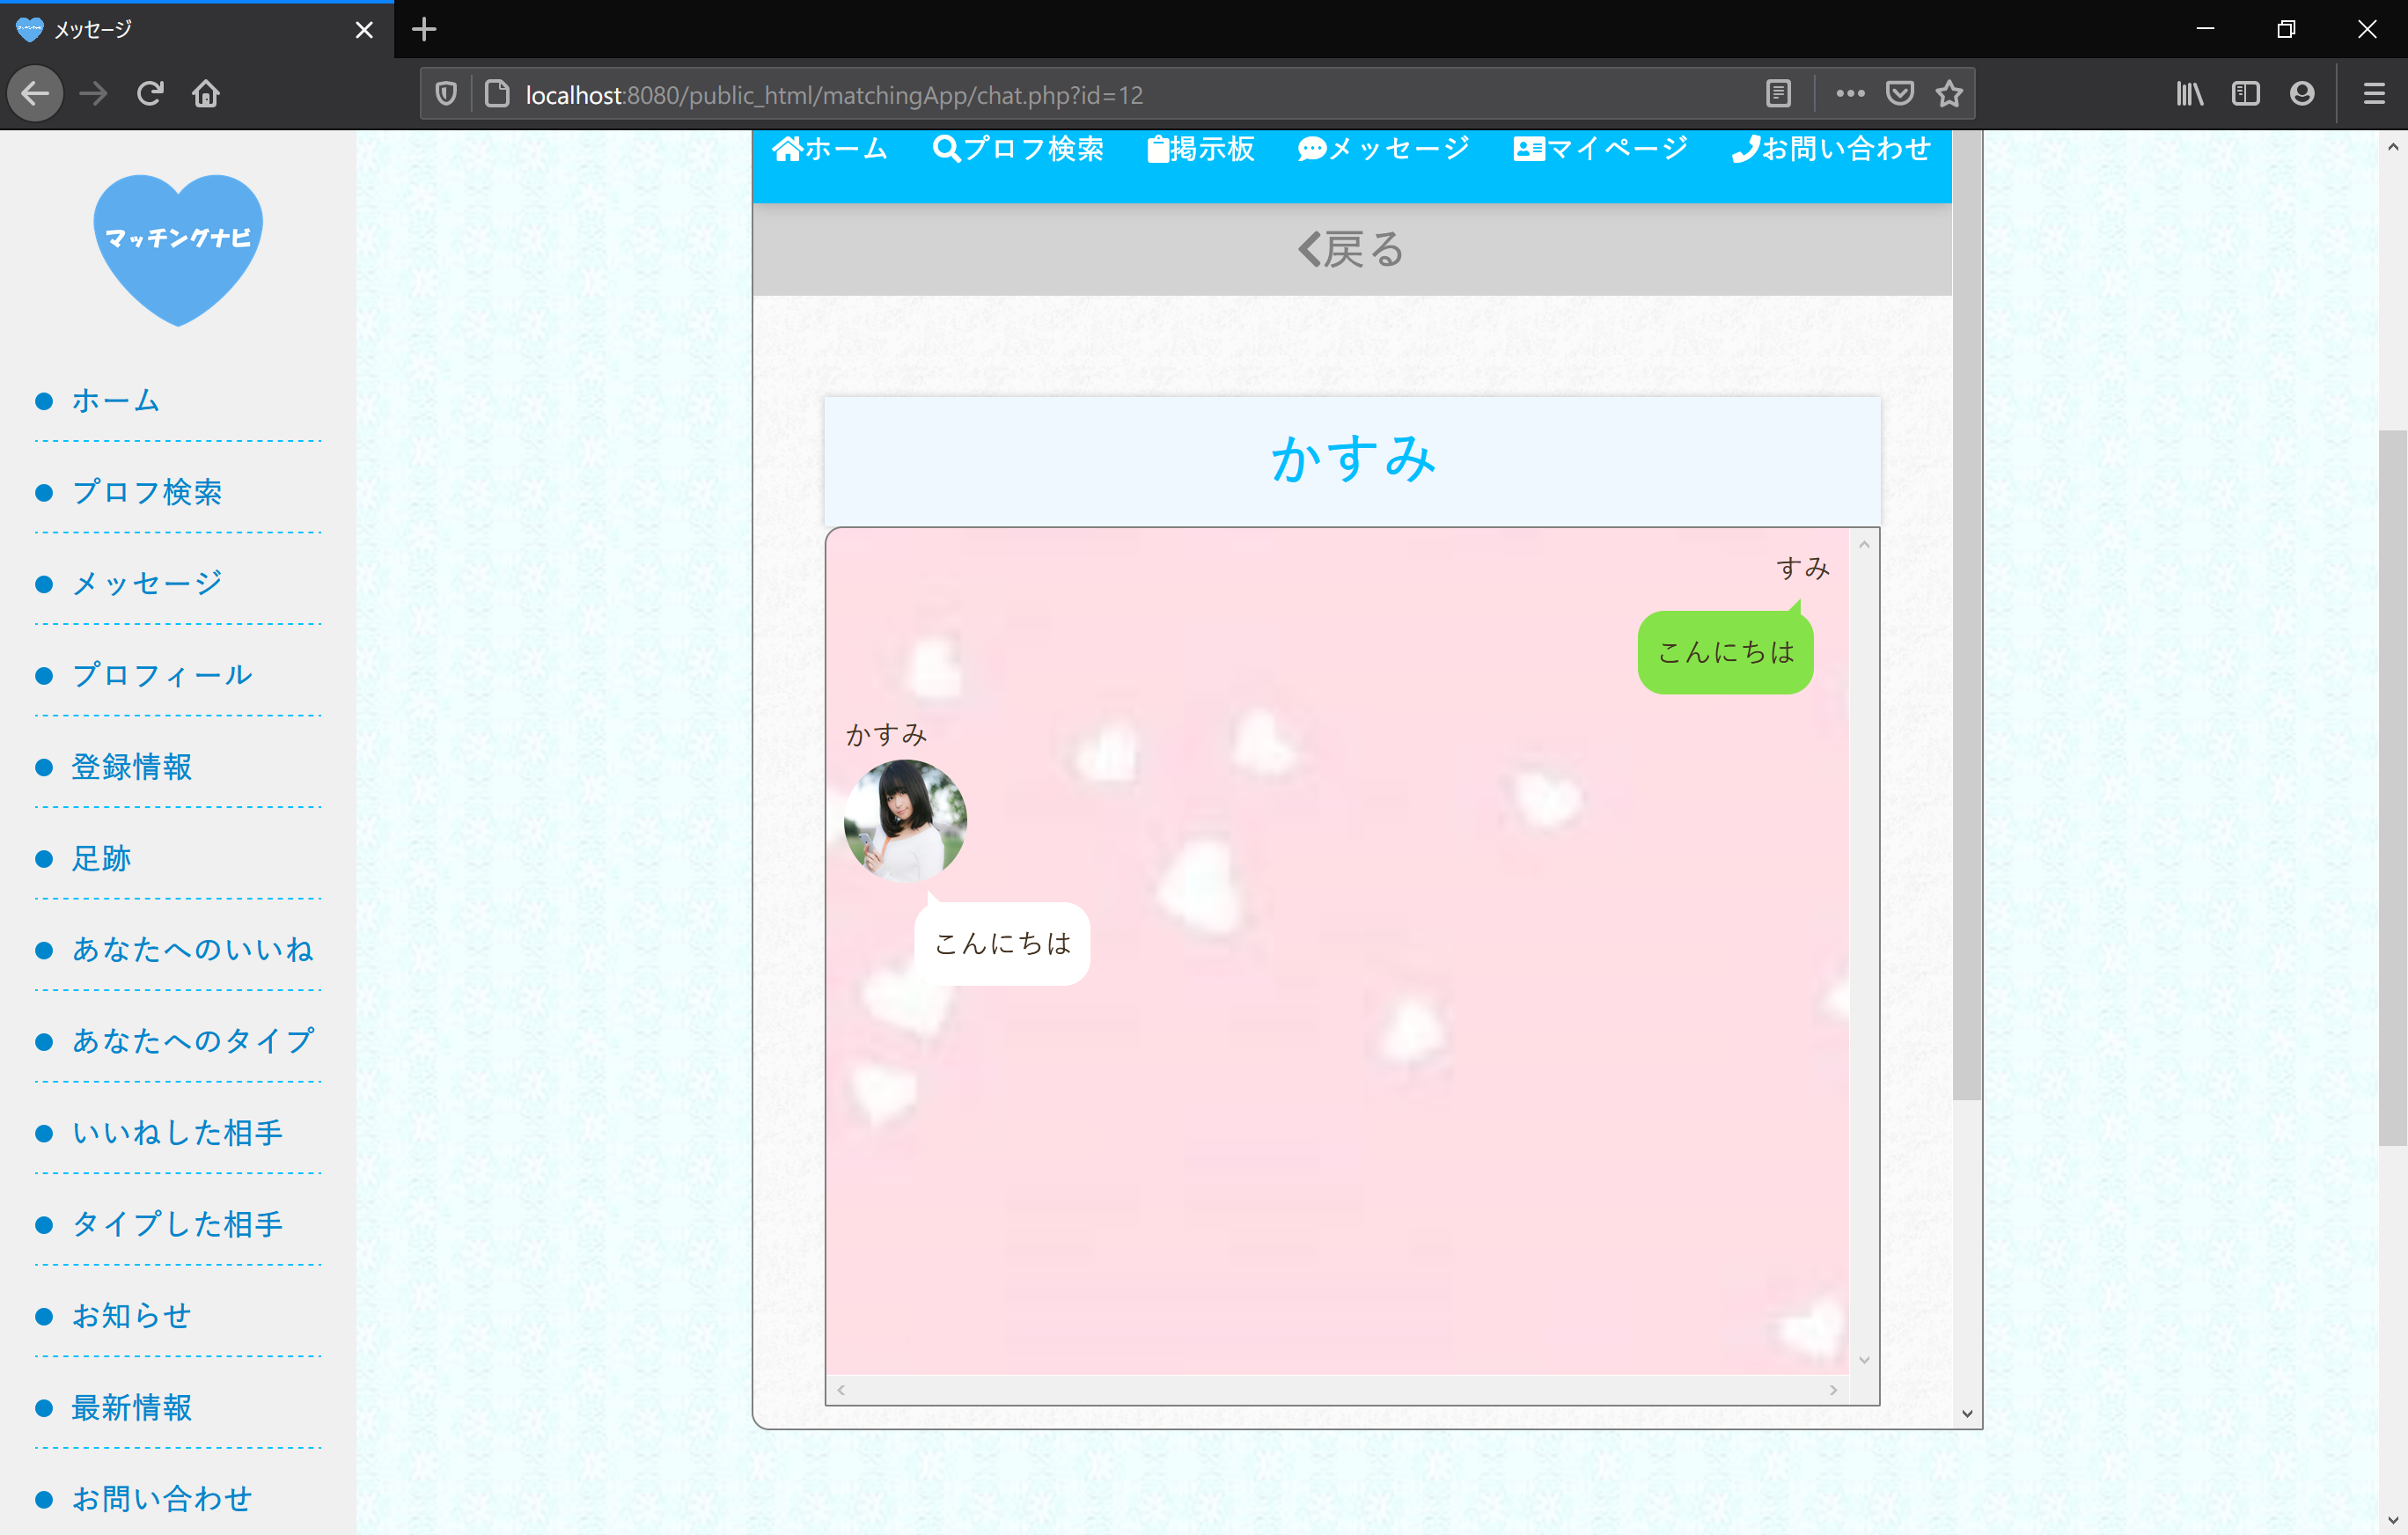 メッセージ
localhost:8080/public_html/matchingApp/chat.php?id=12
ホーム プロフ検索 掲示板 メッセージ マイページ お問い合わせ
戻る
マッチングナビ
ホーム
プロフ検索
メッセージ
プロフィール
登録情報
足跡
あなたへのいいね
あなたへのタイプ
いいねした相手
タイプした相手
お知らせ
最新情報
お問い合わせ
かすみ
すみ
こんにちは
かすみ
こんにちは